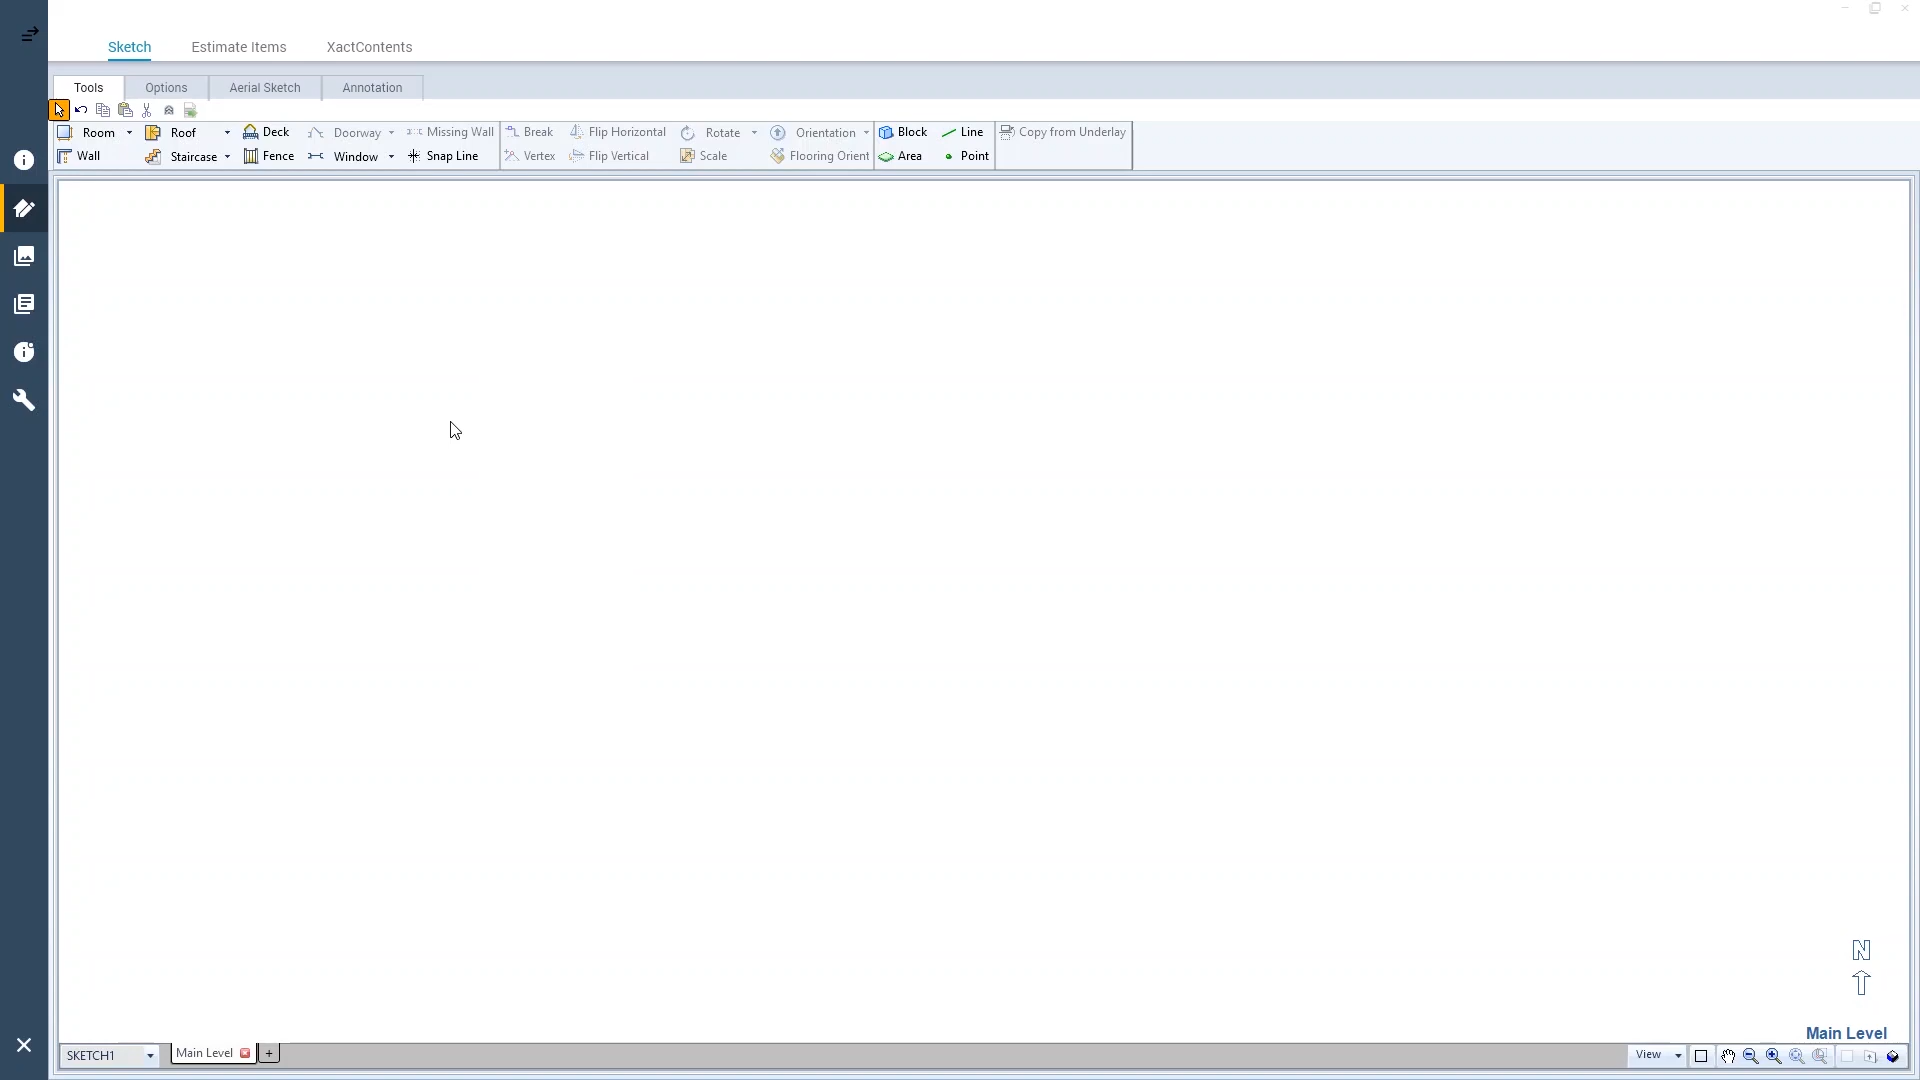 Sketch Estimate Items XactContents
Tools Options Aerial Sketch Annotation
Room Roof Deck Doorway Missing Wall Break Flip Horizontal Rotate Orientation Block Line Copy from Underlay
Wall Staircase Fence Window Snap Line Vertex Flip Vertical Scale Flooring Orient Area Point
N
Main Level
SKETCH1 Main Level + View